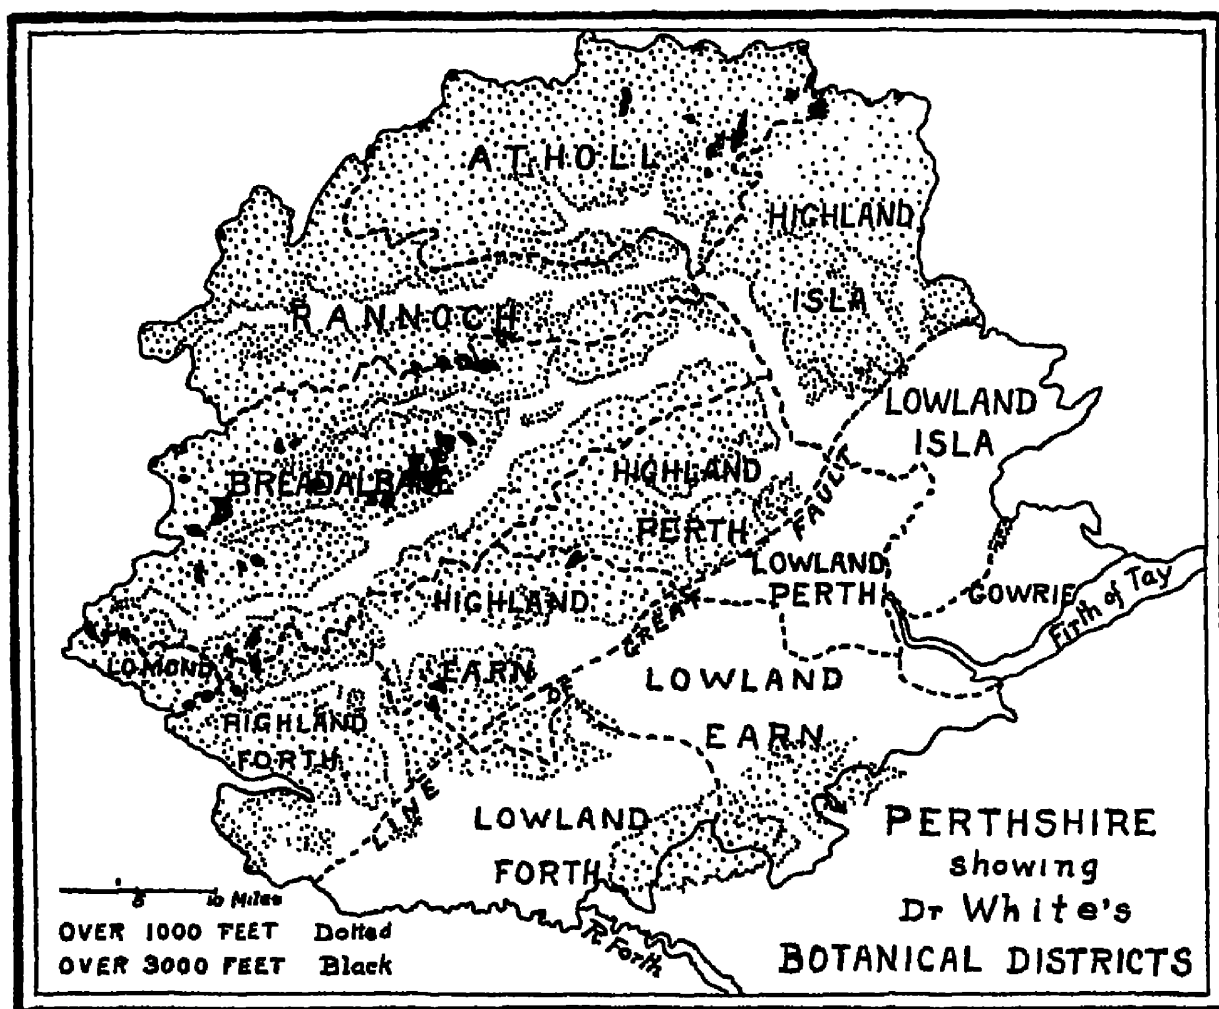 ATHOLL
HIGHLAND
ISLA
RANNOCH
LOWLAND
ISLA
BREADALBANE
HIGHLAND
PERTH
LINE OF GREAT FAULT
LOWLAND
PERTH
GOWRIE
Firth of Tay
HIGHLAND
EARN
LOMOND
LOWLAND
EARN
HIGHLAND
FORTH
LOWLAND
FORTH
R Forth
5 10 Miles
OVER 1000 FEET Dotted
OVER 3000 FEET Black
PERTHSHIRE
showing
Dr White's
BOTANICAL DISTRICTS